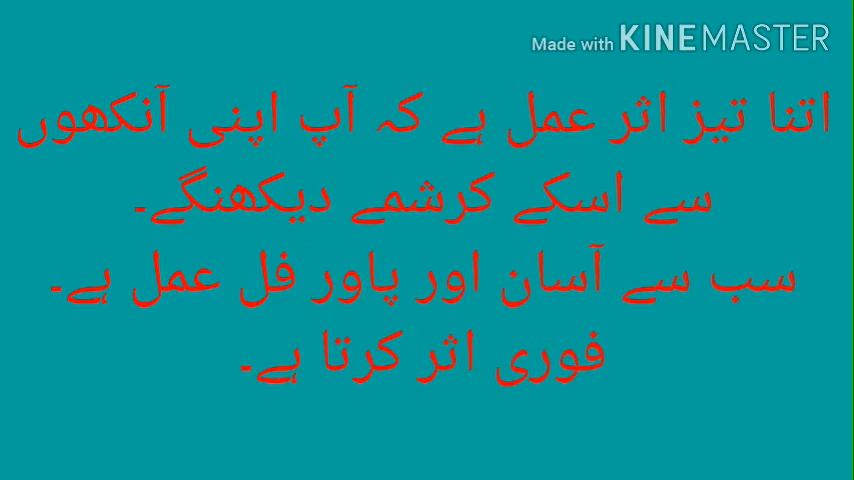 Made with KINEMASTER
اتنا تیز اثر عمل ہے کہ آپ اپنی آنکھوں
سے اسکے کرشمے دیکھنگے۔
سب سے آسان اور پاور فل عمل ہے۔
فوری اثر کرتا ہے۔